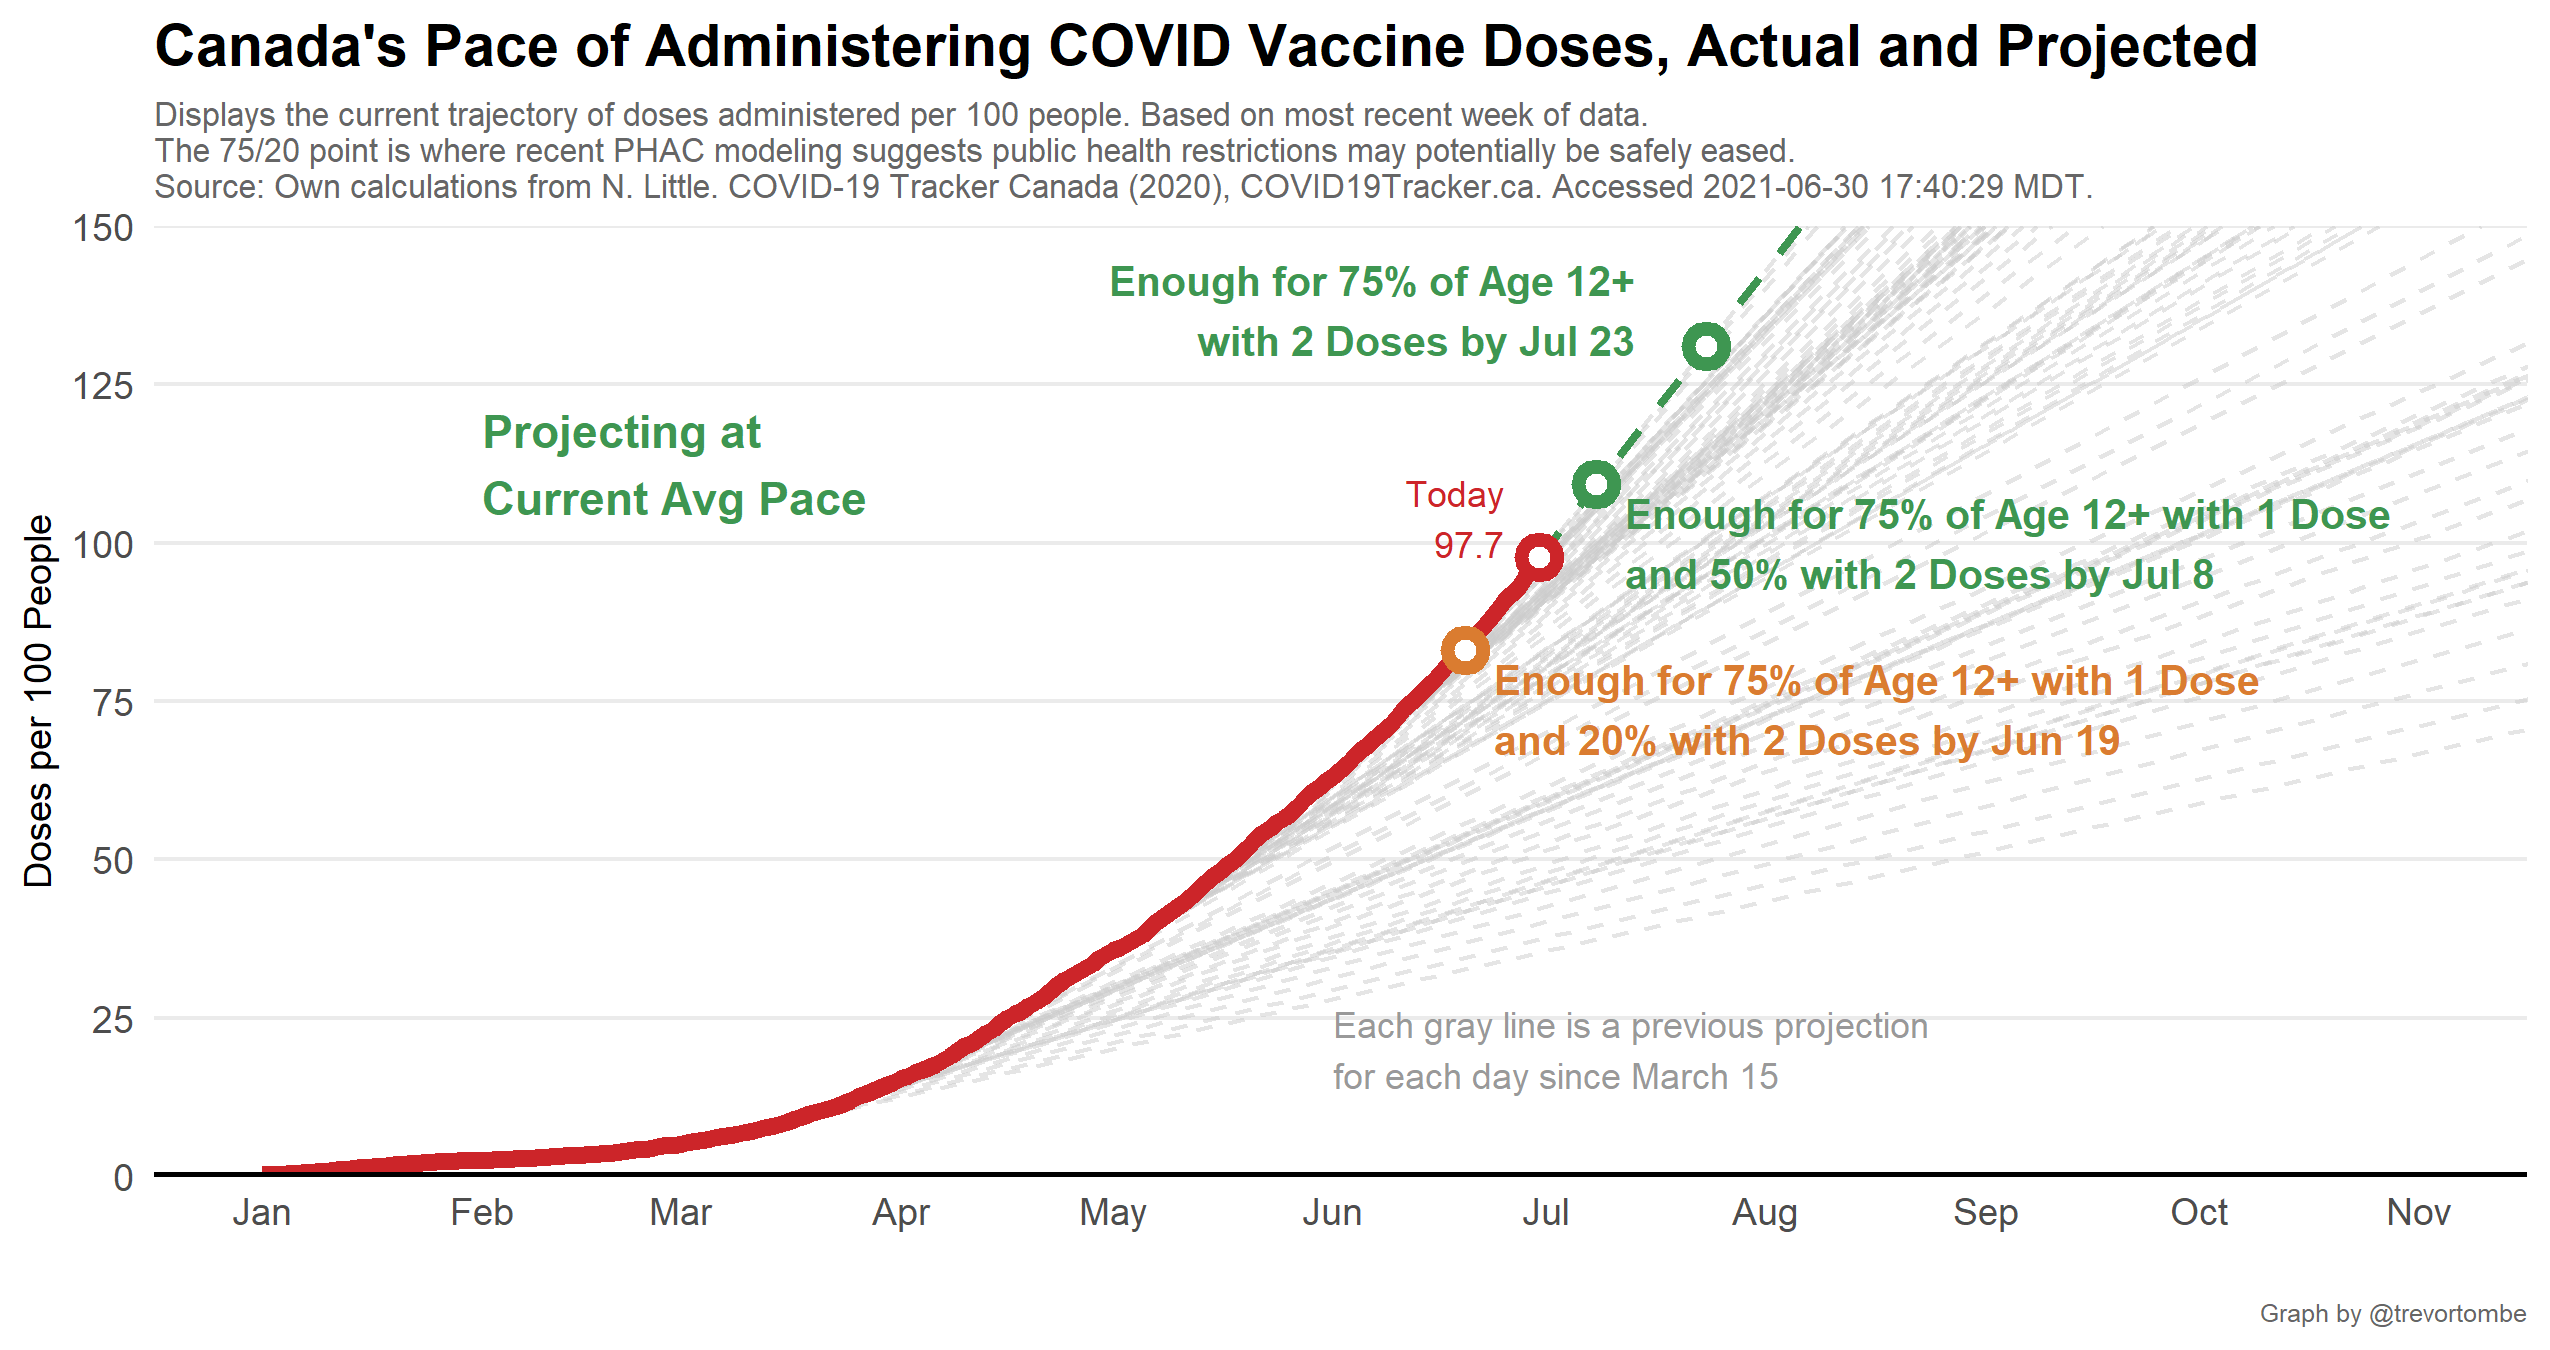 Canada's Pace of Administering COVID Vaccine Doses, Actual and Projected
Displays the current trajectory of doses administered per 100 people. Based on most recent week of data.
The 75/20 point is where recent PHAC modeling suggests public health restrictions may potentially be safely eased.
Source: Own calculations from N. Little. COVID-19 Tracker Canada (2020), COVID19Tracker.ca. Accessed 2021-06-30 17:40:29 MDT.
Doses per 100 People
150
125
100
75
50
25
0
Enough for 75% of Age 12+
with 2 Doses by Jul 23
Projecting at
Current Avg Pace
Today
97.7
Enough for 75% of Age 12+ with 1 Dose
and 50% with 2 Doses by Jul 8
Enough for 75% of Age 12+ with 1 Dose
and 20% with 2 Doses by Jun 19
Each gray line is a previous projection
for each day since March 15
Jan Feb Mar Apr May Jun Jul Aug Sep Oct Nov
Graph by @trevortombe